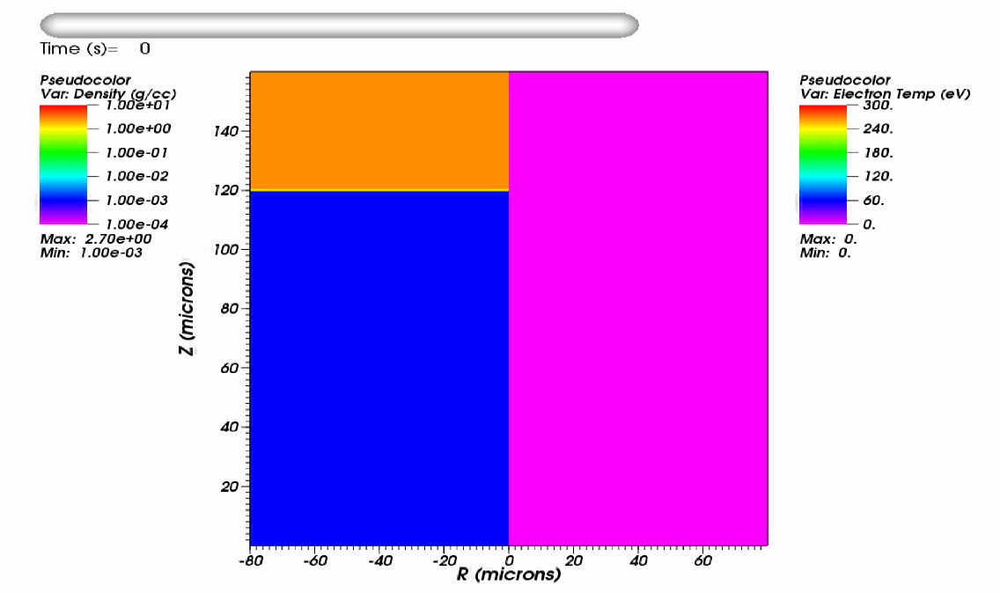 Time (s)= 0
Pseudocolor
Var: Density (g/cc)
1.00e+01
1.00e+00
1.00e-01
1.00e-02
1.00e-03
1.00e-04
Max: 2.70e+00
Min: 1.00e-03
Z (microns)
140
120
100
80
60
40
20
-80 -60 -40 -20 0 20 40 60
R (microns)
Pseudocolor
Var: Electron Temp (eV)
300.
240.
180.
120.
60.
0.
Max: 0.
Min: 0.